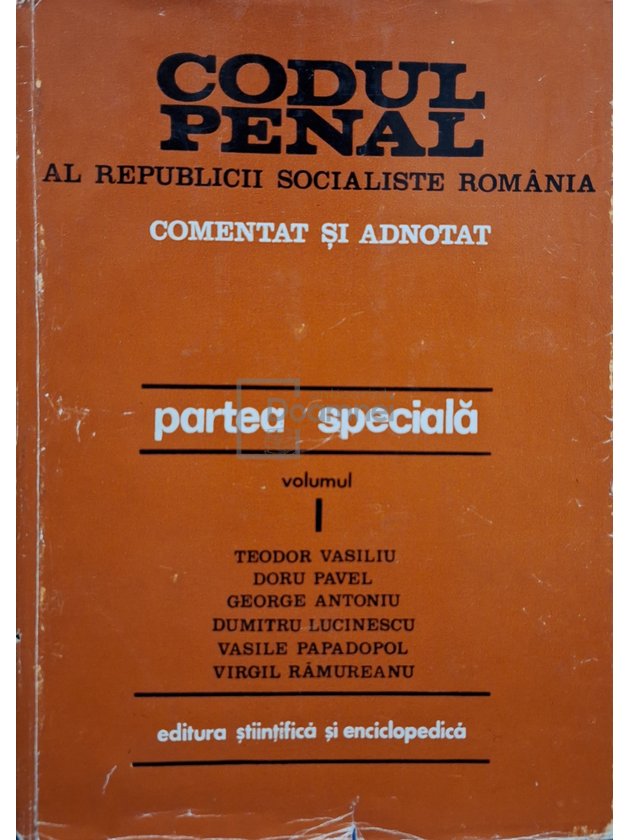 CODUL
PENAL
AL REPUBLICII SOCIALISTE ROMÂNIA
COMENTAT ȘI ADNOTAT
partea specială
volumul
I
TEODOR VASILIU
DORU PAVEL
GEORGE ANTONIU
DUMITRU LUCINESCU
VASILE PAPADOPOL
VIRGIL RĂMUREANU
editura științifică și enciclopedică